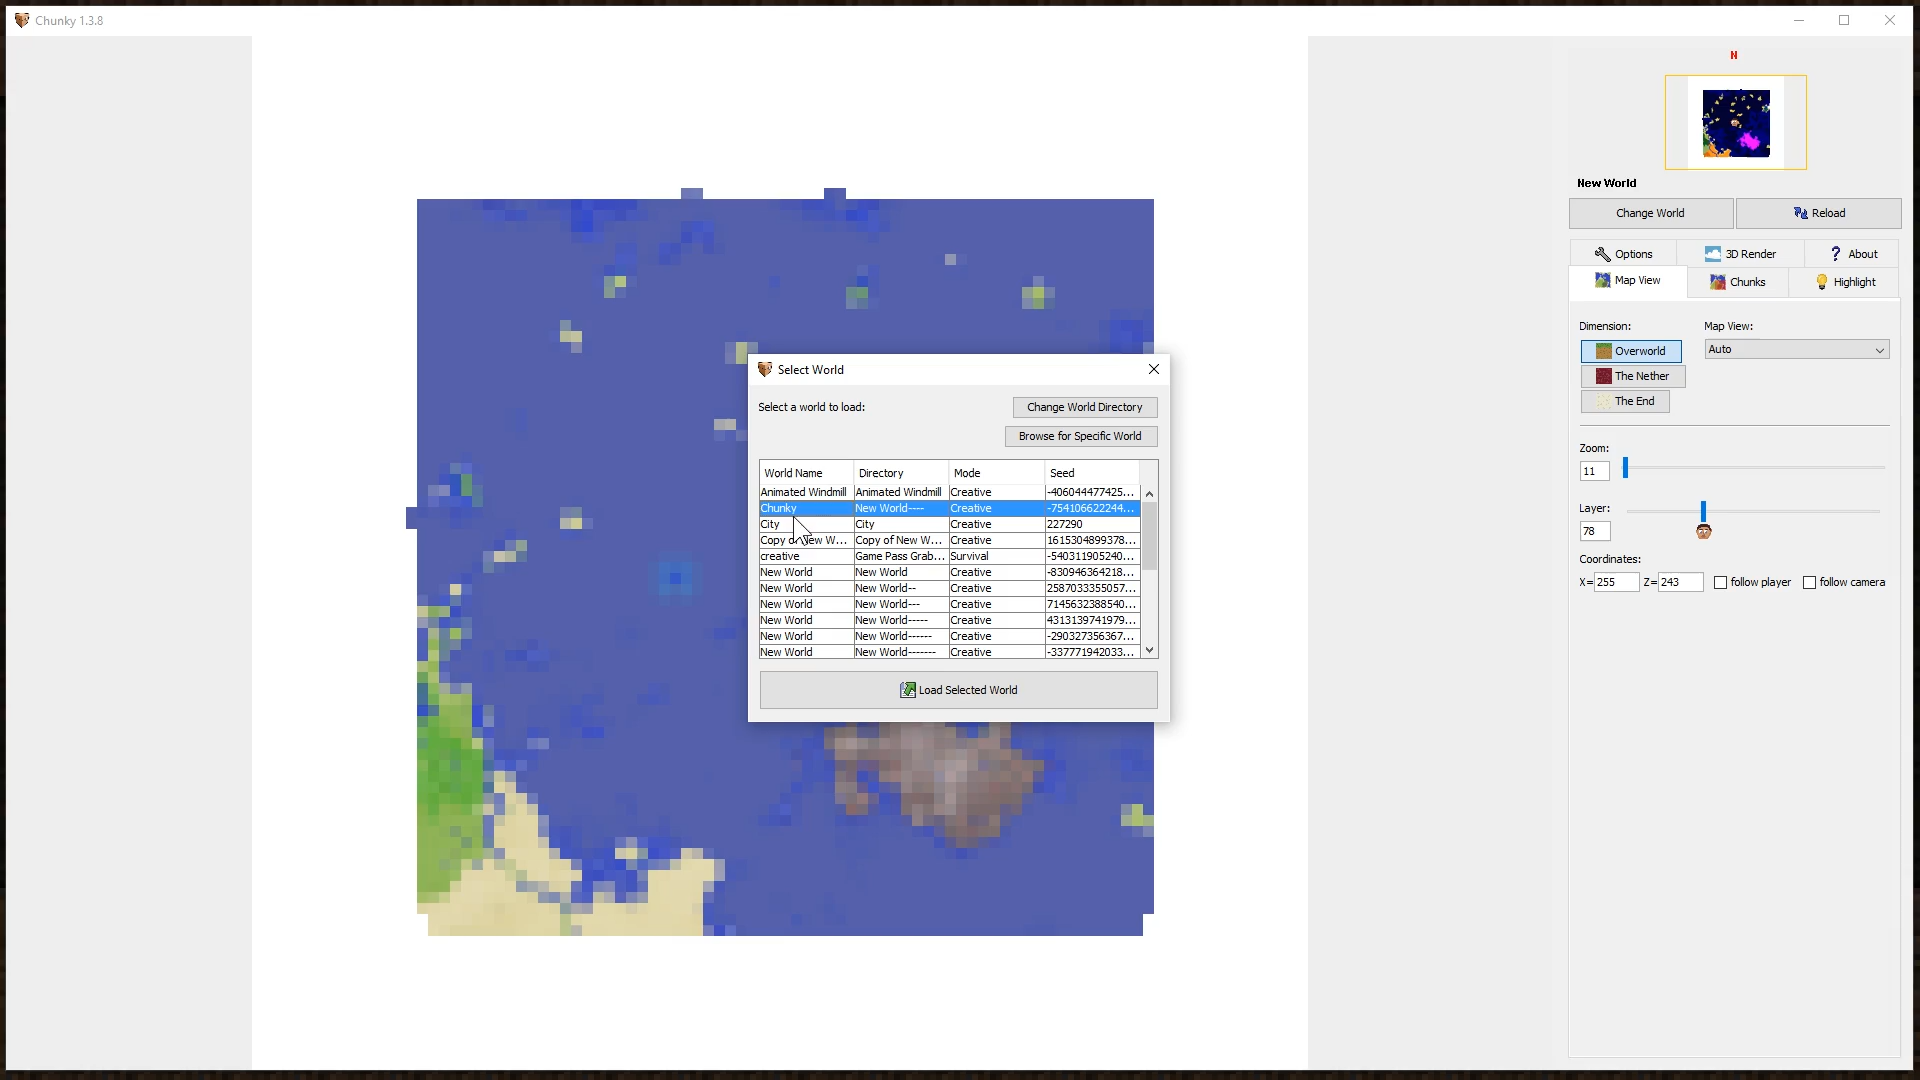 Chunky 1.3.8
N
New World
Change World
Reload
Options
3D Render
? About
Map View
Chunks
Highlight
Dimension:
Map View:
Overworld
Auto
The Nether
The End
Zoom:
11
Layer:
78
Coordinates:
X= 255 Z= 243 follow player follow camera
Select World
Select a world to load:
Change World Directory
Browse for Specific World
World Name Directory Mode Seed
Animated Windmill Animated Windmill Creative -406044477425...
Chunky New World---- Creative -754106622244...
City City Creative 227290
Copy of New W... Copy of New W... Creative 1615304899378...
creative Game Pass Grab... Survival -540311905240...
New World New World Creative -830946364218...
New World New World-- Creative 2587033355057...
New World New World--- Creative 7145632388540...
New World New World----- Creative 4313139741979...
New World New World------ Creative -290327356367...
New World New World------- Creative -337771942033...
Load Selected World